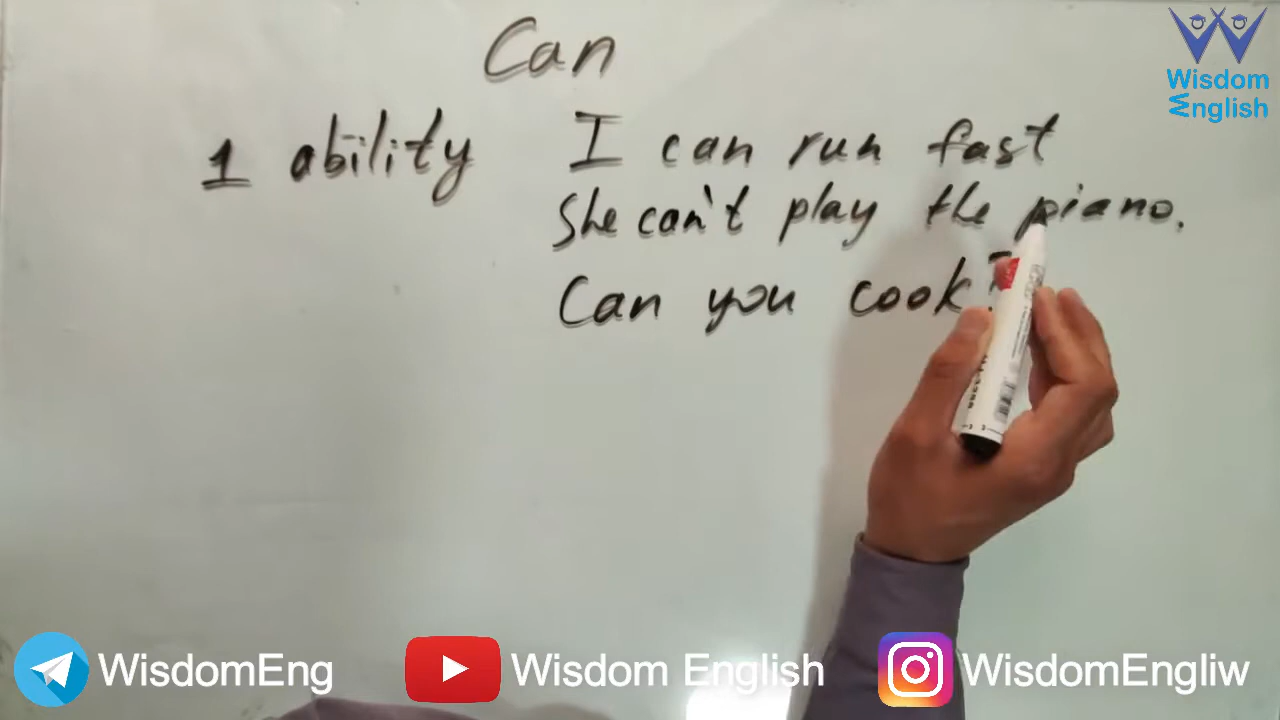 Can
Wisdom
English
1 ability I can run fast
She can't play the piano.
Can you cook?
WisdomEng
Wisdom English
WisdomEngliw